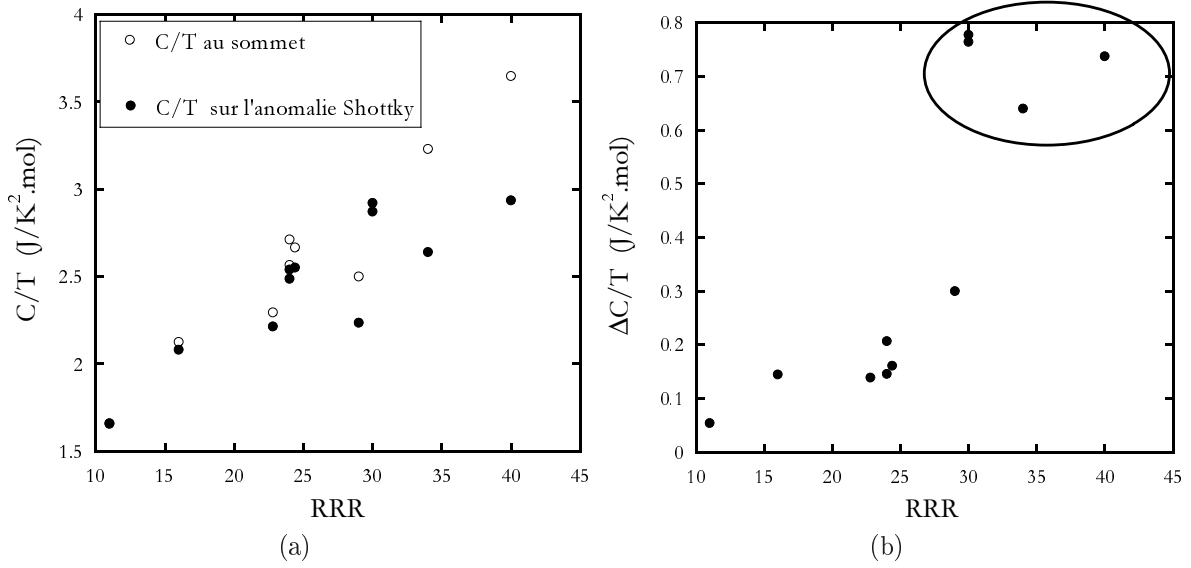 4
3.5
3
2.5
2
1.5
C/T (J/K².mol)
C/T au sommet
C/T sur l'anomalie Shottky
10 15 20 25 30 35 40 45
RRR
(a)
0.8
0.7
0.6
0.5
0.4
0.3
0.2
0.1
0
ΔC/T (J/K².mol)
10 15 20 25 30 35 40 45
RRR
(b)